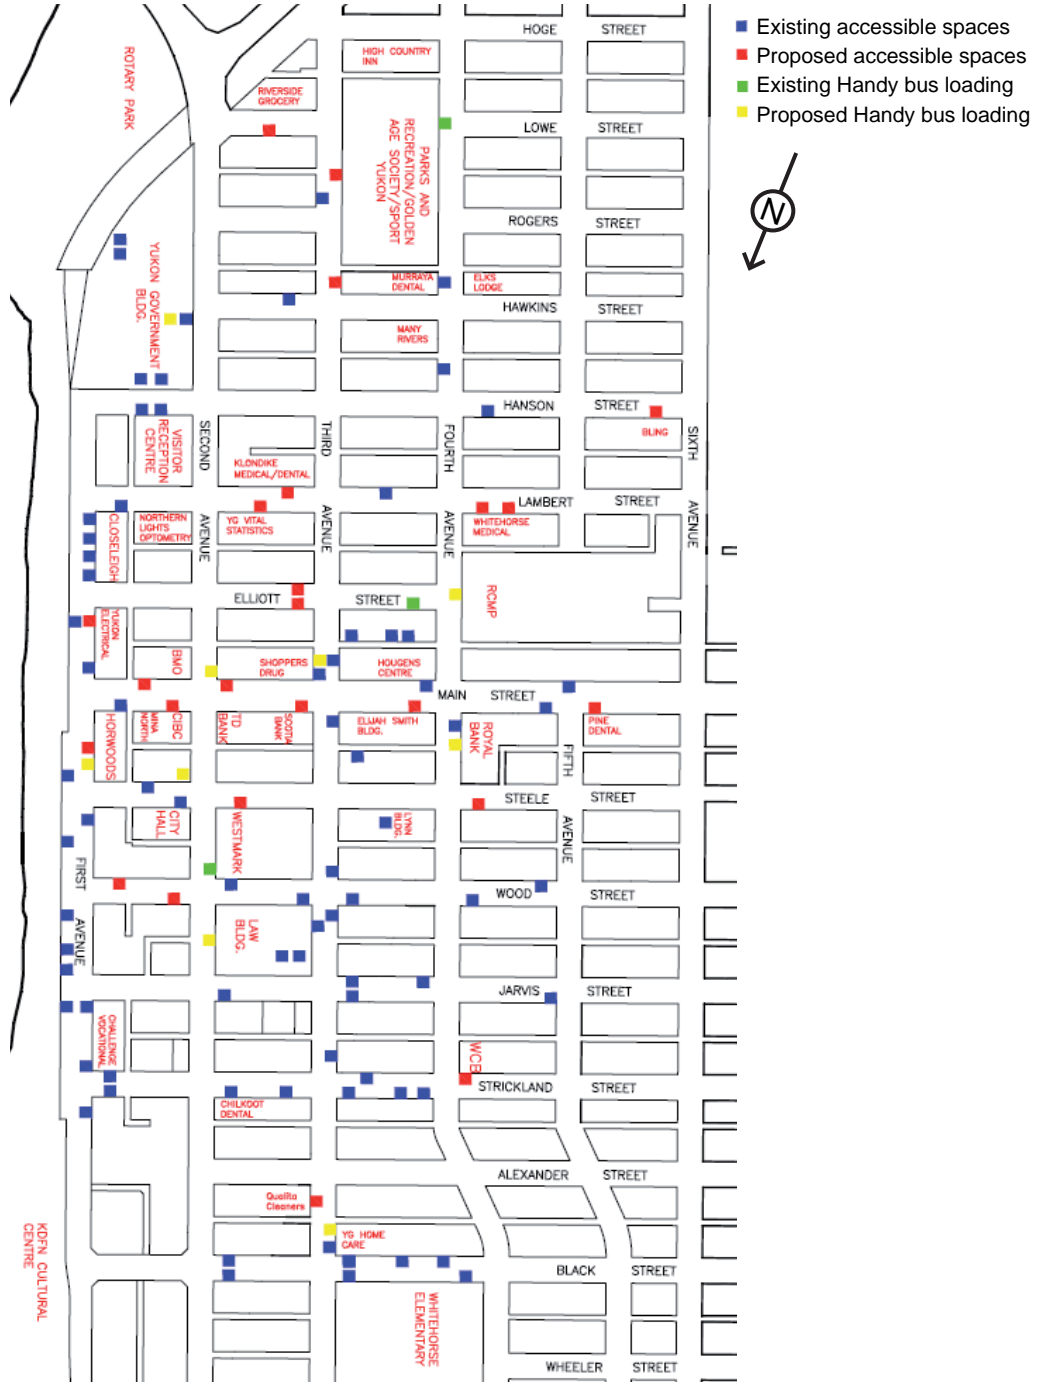 Existing accessible spaces
Proposed accessible spaces
Existing Handy bus loading
Proposed Handy bus loading
N
HOGE STREET
ROTARY PARK
HIGH COUNTRY
INN
RIVERSIDE
GROCERY
PARKS AND
RECREATION/GOLDEN
AGE SOCIETY/SPORT
YUKON
LOWE STREET
ROGERS STREET
YUKON GOVERNMENT
BLDG.
MURRAYA
DENTAL
ELKS
LODGE
HAWKINS STREET
MANY
RIVERS
HANSON STREET
BLING
VISITOR
RECEPTION
CENTRE
SECOND
AVENUE
KLONDIKE
MEDICAL/DENTAL
THIRD
AVENUE
FOURTH
AVENUE
SIXTH
AVENUE
LAMBERT STREET
CLOSELEIGH
NORTHERN
LIGHTS
OPTOMETRY
YG VITAL
STATISTICS
WHITEHORSE
MEDICAL
RCMP
ELLIOTT STREET
YUKON
ELECTRICAL
BMO
SHOPPERS
DRUG
HOUGENS
CENTRE
MAIN STREET
HORWOODS
MINA
NORTH
CIBC
TD
BANK
SCOTIA
BANK
ELIJAH SMITH
BLDG.
ROYAL
BANK
PINE
DENTAL
FIFTH
AVENUE
STEELE STREET
CITY
HALL
WESTMARK
LYNN
BLDG.
FIRST
AVENUE
WOOD STREET
LAW
BLDG.
JARVIS STREET
CHALLENGE
VOCATIONAL
WCB
STRICKLAND STREET
CHILKOOT
DENTAL
ALEXANDER STREET
Qualita
Cleaners
KDFN CULTURAL
CENTRE
YG HOME
CARE
BLACK STREET
WHITEHORSE
ELEMENTARY
WHEELER STREET